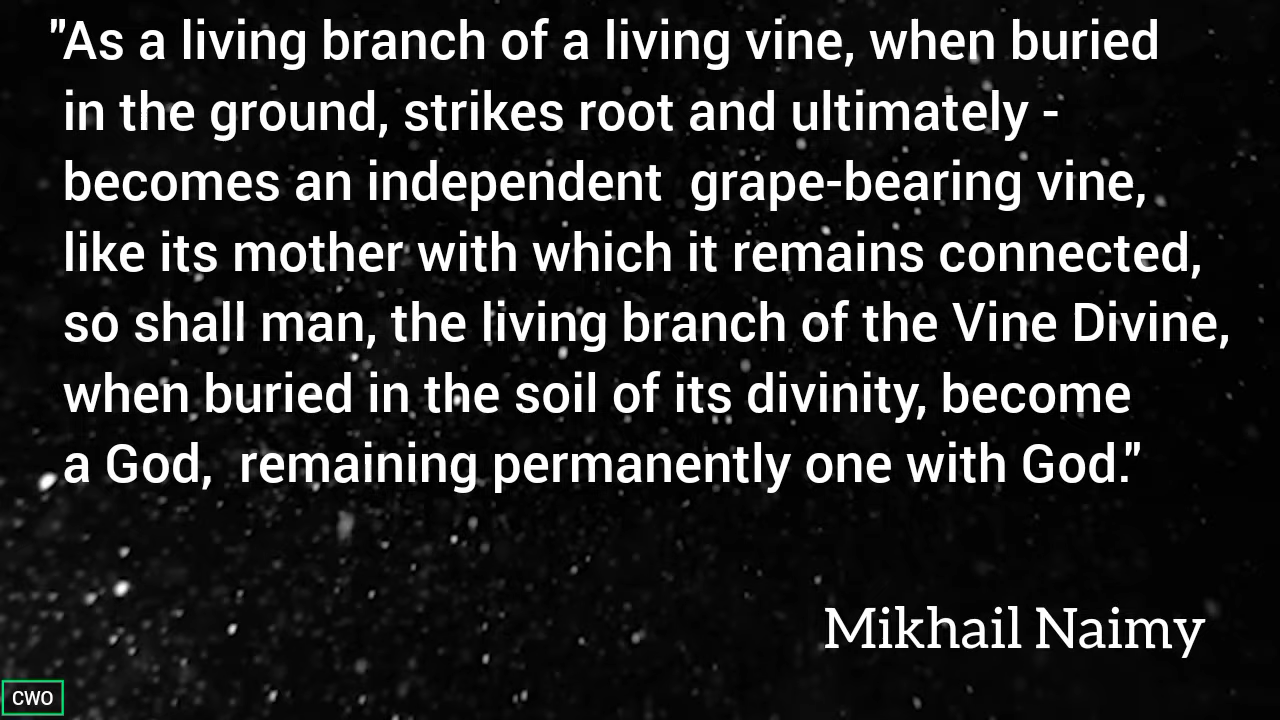 "As a living branch of a living vine, when buried
in the ground, strikes root and ultimately -
becomes an independent  grape-bearing vine,
like its mother with which it remains connected,
so shall man, the living branch of the Vine Divine,
when buried in the soil of its divinity, become
a God,  remaining permanently one with God."
Mikhail Naimy
CWO